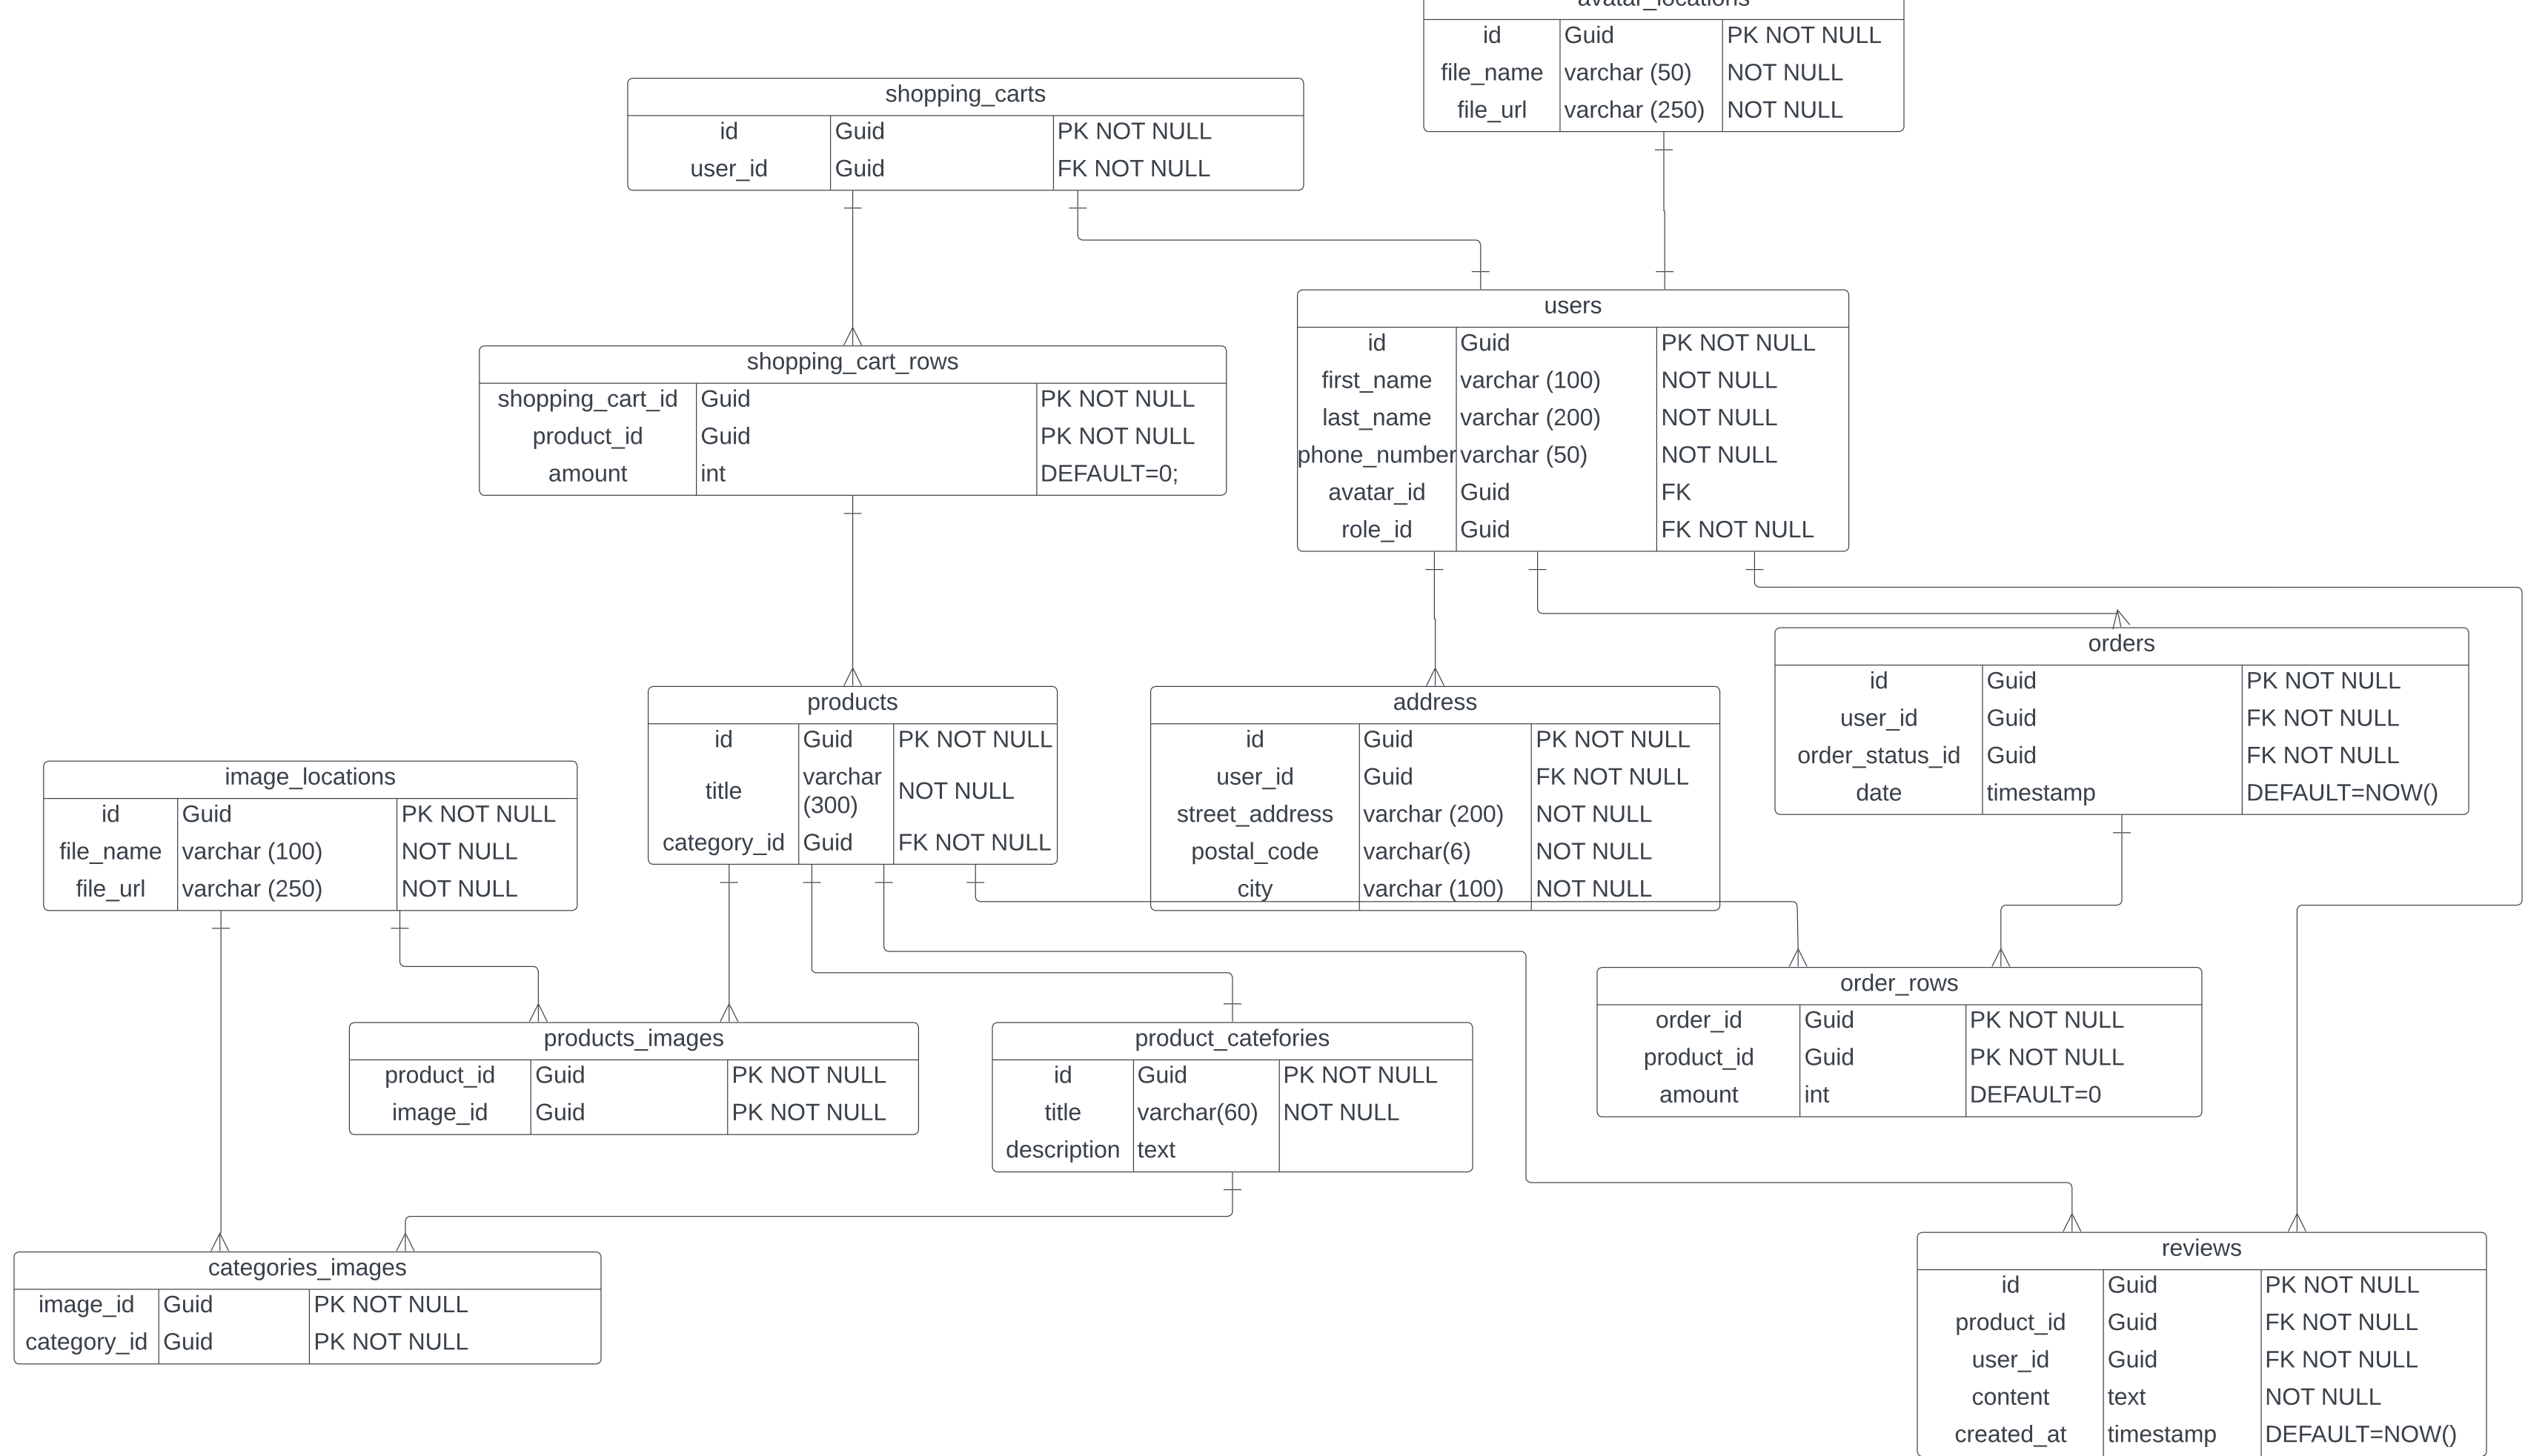 avatar_locations
id Guid PK NOT NULL
file_name varchar (50) NOT NULL
file_url varchar (250) NOT NULL
shopping_carts
id Guid PK NOT NULL
user_id Guid FK NOT NULL
users
id Guid PK NOT NULL
first_name varchar (100) NOT NULL
last_name varchar (200) NOT NULL
phone_number varchar (50) NOT NULL
avatar_id Guid FK
role_id Guid FK NOT NULL
shopping_cart_rows
shopping_cart_id Guid PK NOT NULL
product_id Guid PK NOT NULL
amount int DEFAULT=0;
orders
id Guid PK NOT NULL
user_id Guid FK NOT NULL
order_status_id Guid FK NOT NULL
date timestamp DEFAULT=NOW()
products
id Guid PK NOT NULL
title varchar (300) NOT NULL
category_id Guid FK NOT NULL
address
id Guid PK NOT NULL
user_id Guid FK NOT NULL
street_address varchar (200) NOT NULL
postal_code varchar(6) NOT NULL
city varchar (100) NOT NULL
image_locations
id Guid PK NOT NULL
file_name varchar (100) NOT NULL
file_url varchar (250) NOT NULL
order_rows
order_id Guid PK NOT NULL
product_id Guid PK NOT NULL
amount int DEFAULT=0
products_images
product_id Guid PK NOT NULL
image_id Guid PK NOT NULL
product_catefories
id Guid PK NOT NULL
title varchar(60) NOT NULL
description text
categories_images
image_id Guid PK NOT NULL
category_id Guid PK NOT NULL
reviews
id Guid PK NOT NULL
product_id Guid FK NOT NULL
user_id Guid FK NOT NULL
content text NOT NULL
created_at timestamp DEFAULT=NOW()